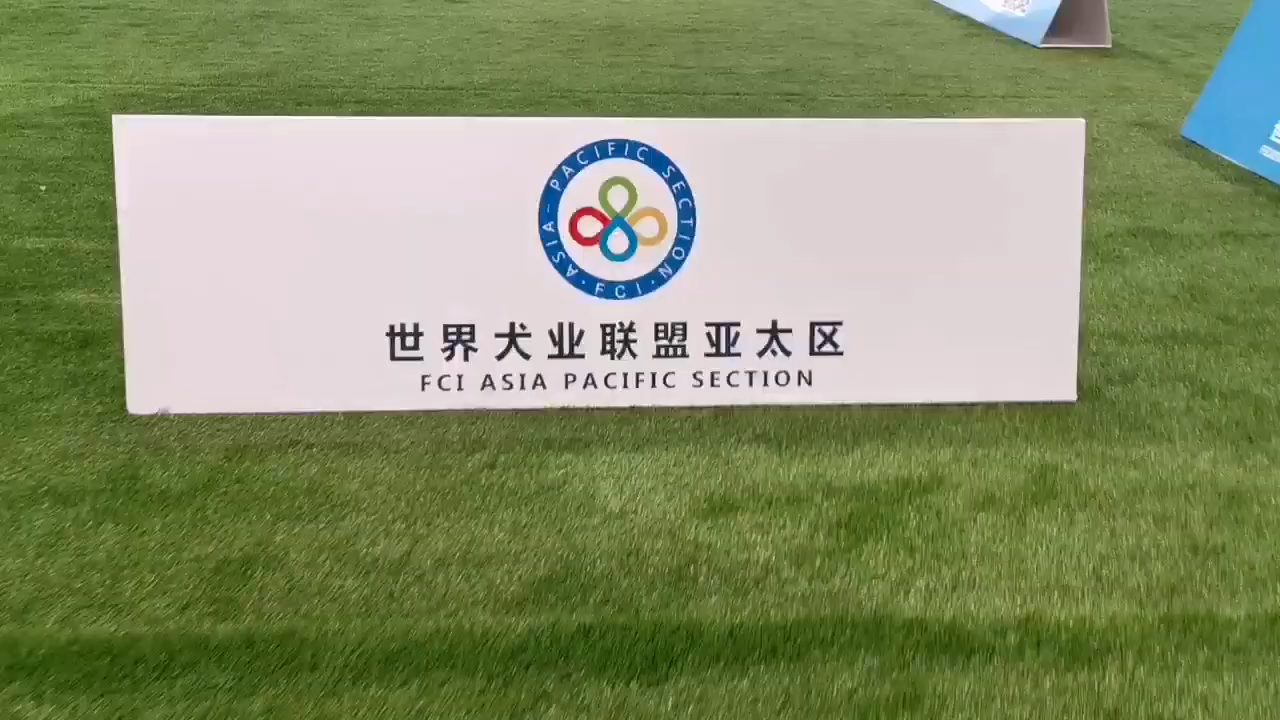 ASIA-PACIFIC SECTION
·FCI·
世界犬业联盟亚太区
FCI ASIA PACIFIC SECTION